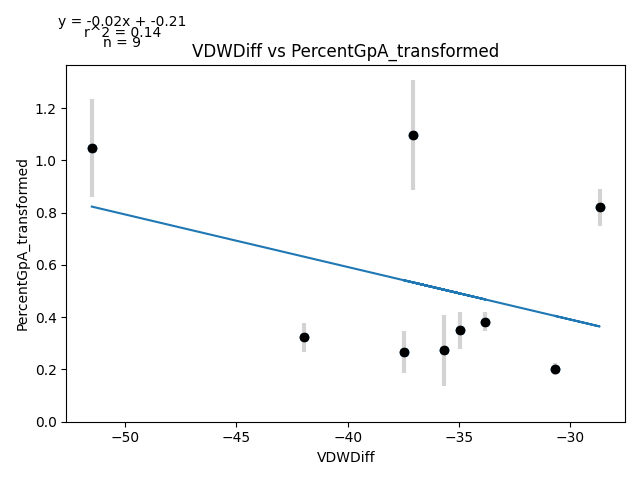 y = -0.02x + -0.21
r^2 = 0.14
n = 9
VDWDiff vs PercentGpA_transformed
PercentGpA_transformed
1.2
1.0
0.8
0.6
0.4
0.2
0.0
−50
−45
−40
−35
−30
VDWDiff